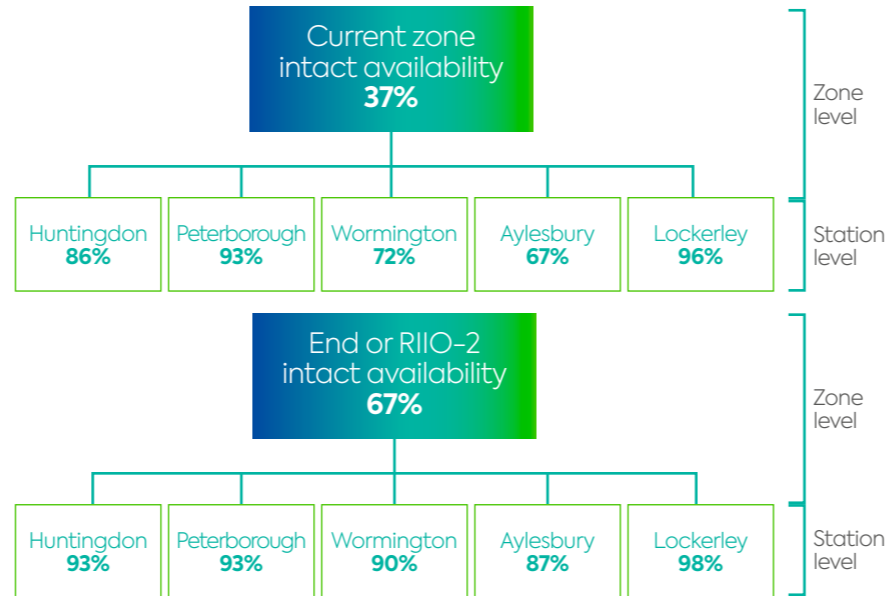 Current zone
intact availability
37%
Zone
level
Huntingdon
86%
Peterborough
93%
Wormington
72%
Aylesbury
67%
Lockerley
96%
Station
level
End or RIIO-2
intact availability
67%
Zone
level
Huntingdon
93%
Peterborough
93%
Wormington
90%
Aylesbury
87%
Lockerley
98%
Station
level